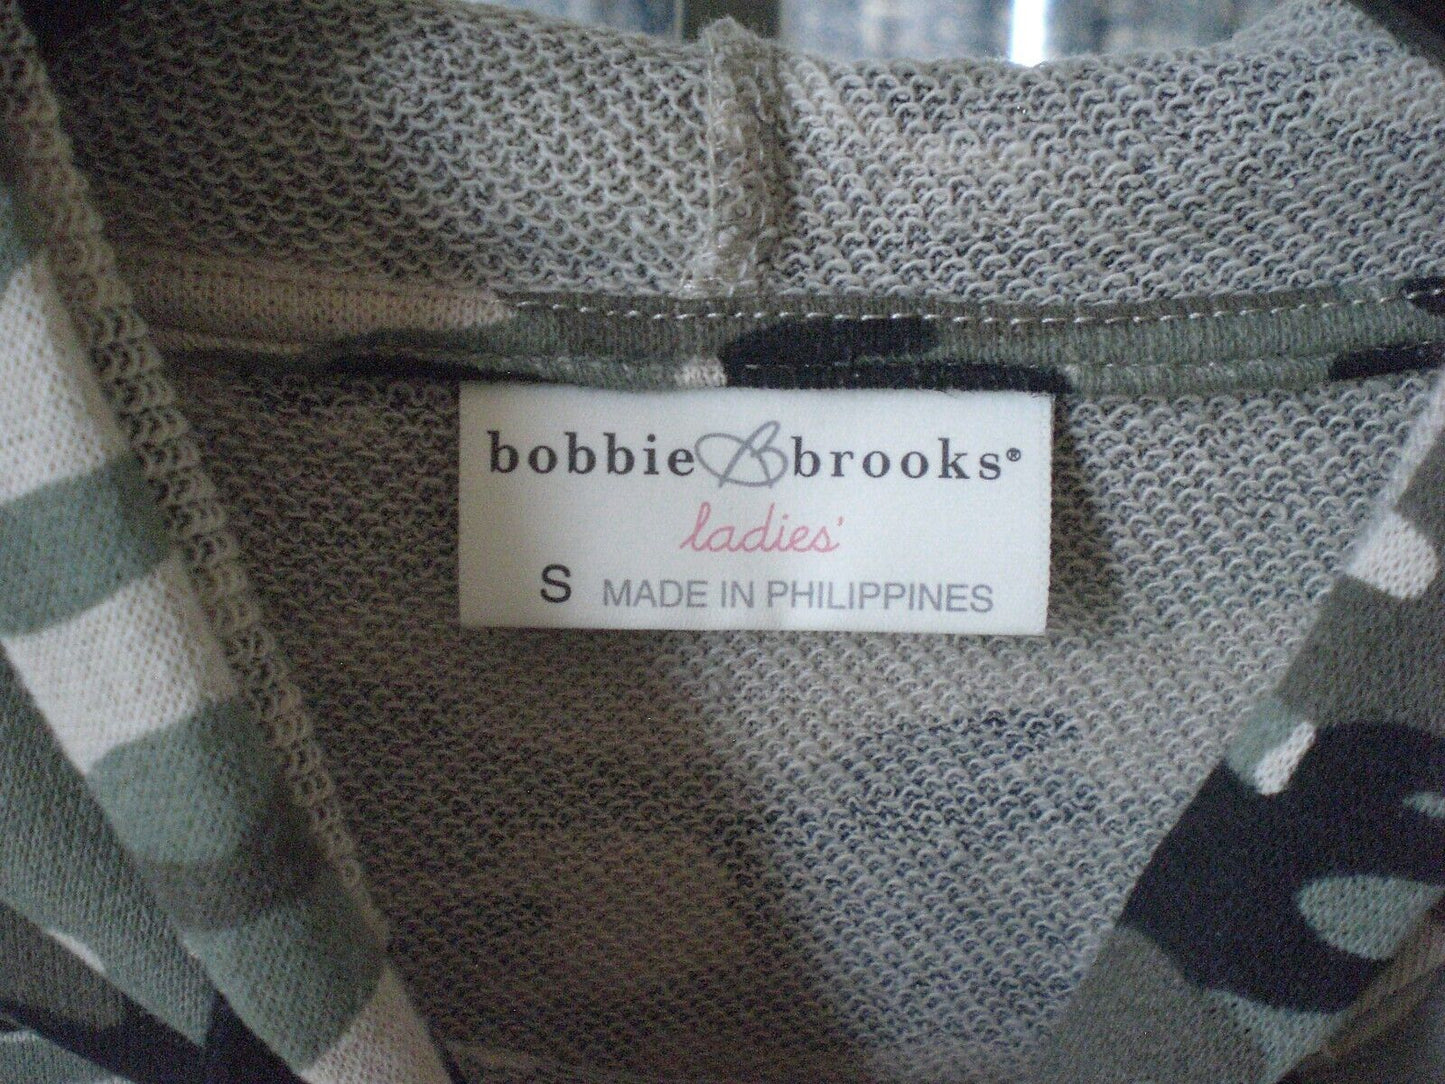 bobbie B brooks®
ladies'
S MADE IN PHILIPPINES